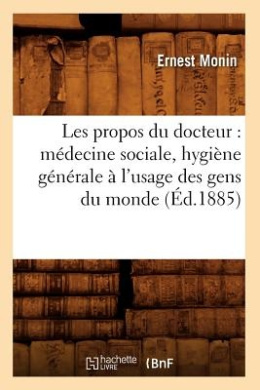 Ernest Monin
Les propos du docteur :
médecine sociale, hygiène
générale à l'usage des gens
du monde (Éd.1885)
hachette
LIVRE
(BnF